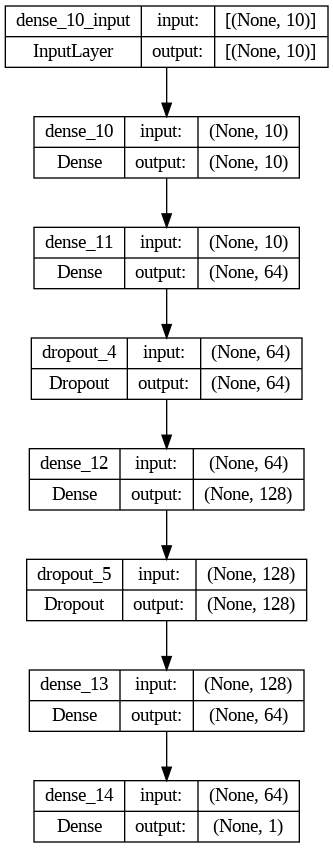 dense_10_input input: [(None, 10)]
InputLayer output: [(None, 10)]
dense_10 input: (None, 10)
Dense output: (None, 10)
dense_11 input: (None, 10)
Dense output: (None, 64)
dropout_4 input: (None, 64)
Dropout output: (None, 64)
dense_12 input: (None, 64)
Dense output: (None, 128)
dropout_5 input: (None, 128)
Dropout output: (None, 128)
dense_13 input: (None, 128)
Dense output: (None, 64)
dense_14 input: (None, 64)
Dense output: (None, 1)